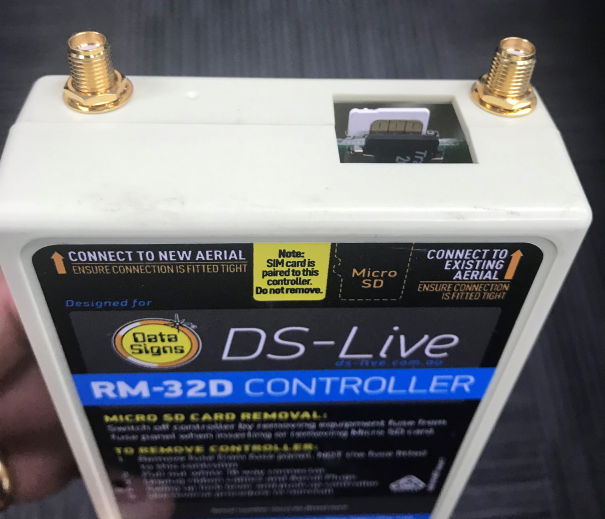 CONNECT TO NEW AERIAL
ENSURE CONNECTION IS FITTED TIGHT
Note:
SIM card is
paired to this
controller.
Do not remove.
Micro
SD
CONNECT TO
EXISTING
AERIAL
ENSURE CONNECTION
IS FITTED TIGHT
Designed for
Data
Signs
DS-Live
ds-live.com.au
RM-32D CONTROLLER
MICRO SD CARD REMOVAL:
Switch off controller by removing equipment fuse from
fuse panel when inserting or removing Micro SD card
TO REMOVE CONTROLLER: